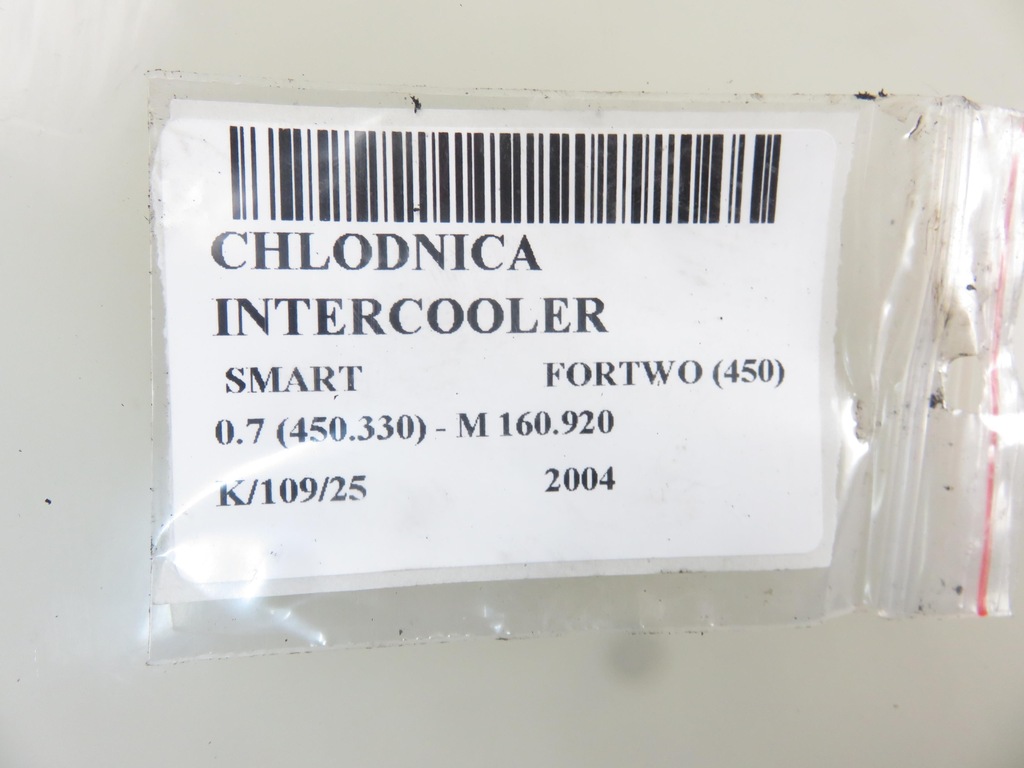 CHLODNICA
INTERCOOLER
SMART FORTWO (450)
0.7 (450.330) - M 160.920
K/109/25 2004